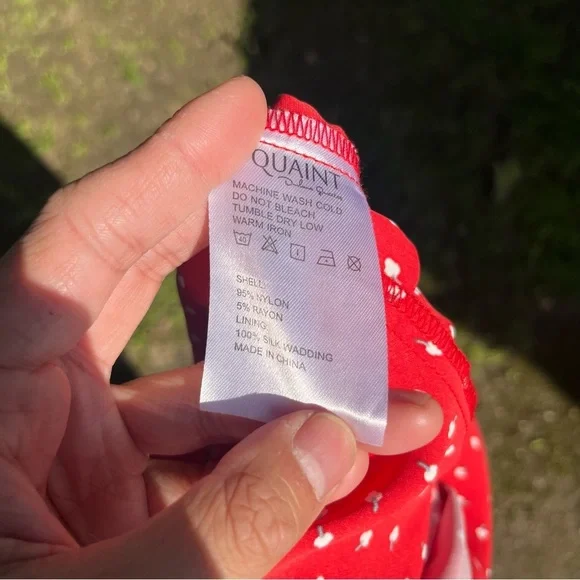 QUAINT
MACHINE WASH COLD
DO NOT BLEACH
TUMBLE DRY LOW
WARM IRON
40
SHELL:
95% NYLON
5% RAYON
LINING:
100% SILK WADDING
MADE IN CHINA